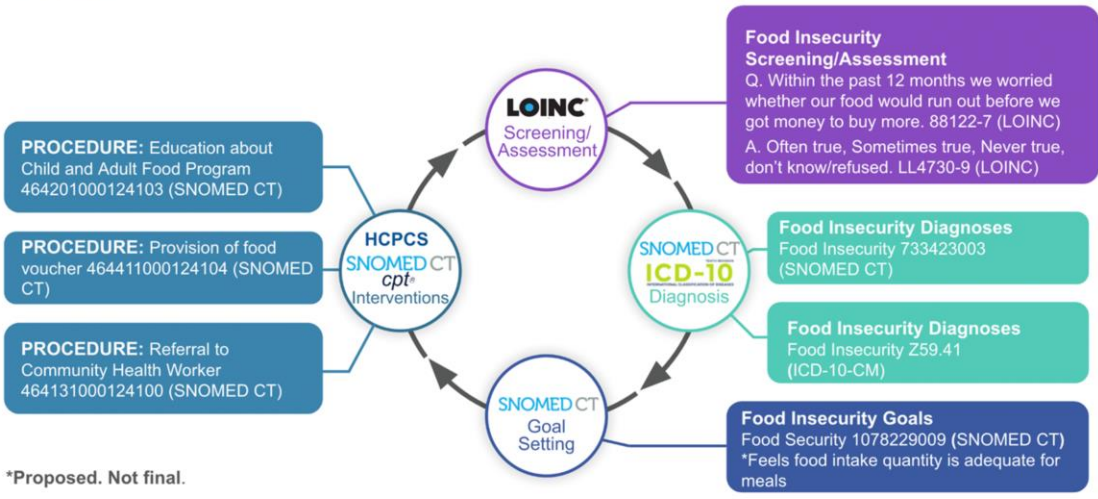 Food Insecurity
Screening/Assessment
Q. Within the past 12 months we worried
whether our food would run out before we
got money to buy more. 88122-7 (LOINC)
A. Often true, Sometimes true, Never true,
don't know/refused. LL4730-9 (LOINC)
LOINC®
Screening/
Assessment
PROCEDURE: Education about
Child and Adult Food Program
464201000124103 (SNOMED CT)
PROCEDURE: Provision of food
voucher 464411000124104 (SNOMED
CT)
PROCEDURE: Referral to
Community Health Worker
464131000124100 (SNOMED CT)
HCPCS
SNOMED CT
cpt®
Interventions
SNOMED CT
ICD-10
INTERNATIONAL CLASSIFICATION OF DISEASES
Diagnosis
Food Insecurity Diagnoses
Food Insecurity 733423003
(SNOMED CT)
Food Insecurity Diagnoses
Food Insecurity Z59.41
(ICD-10-CM)
SNOMED CT
Goal
Setting
Food Insecurity Goals
Food Security 1078229009 (SNOMED CT)
*Feels food intake quantity is adequate for
meals
*Proposed. Not final.